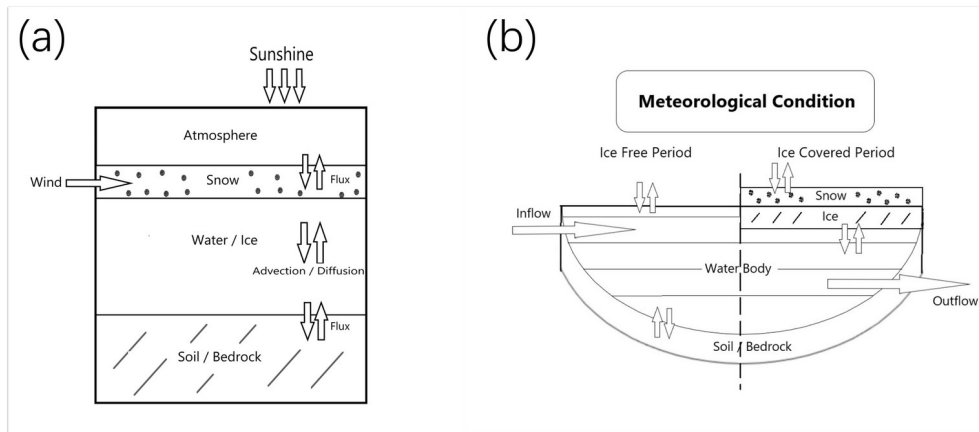 (a)
Sunshine
Atmosphere
Wind
Snow
Flux
Water / Ice
Advection / Diffusion
Flux
Soil / Bedrock
(b)
Meteorological Condition
Ice Free Period
Ice Covered Period
Snow
Inflow
Ice
Water Body
Outflow
Soil / Bedrock